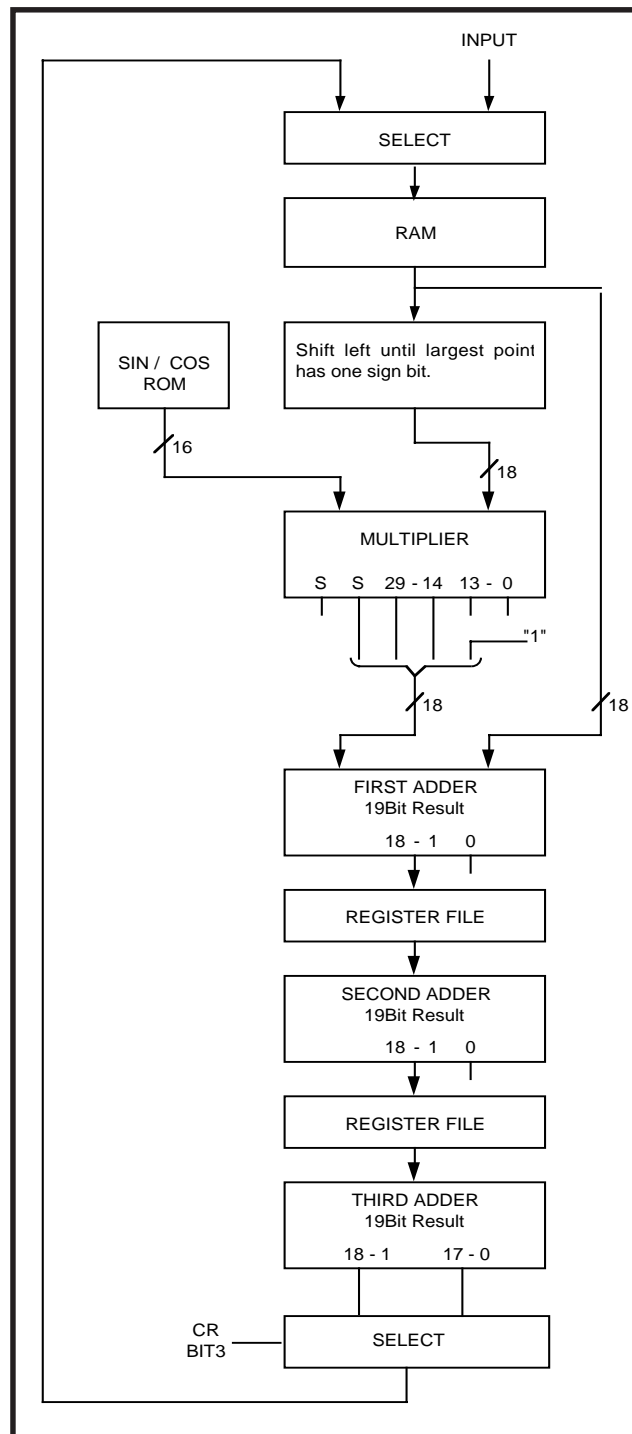 INPUT
SELECT
RAM
SIN / COS
ROM
Shift left until largest point
has one sign bit.
16
18
MULTIPLIER
S S 29 - 14 13 - 0
"1"
18
18
FIRST ADDER
19Bit Result
18 - 1 0
REGISTER FILE
SECOND ADDER
19Bit Result
18 - 1 0
REGISTER FILE
THIRD ADDER
19Bit Result
18 - 1 17 - 0
CR
BIT3
SELECT